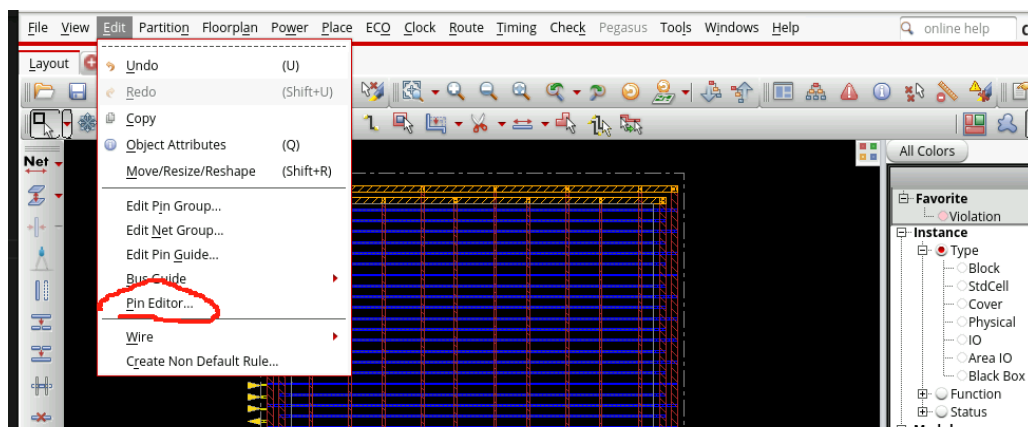 File View Edit Partition Floorplan Power Place ECO Clock Route Timing Check Pegasus Tools Windows Help online help
Layout
Undo (U)
Redo (Shift+U)
Copy
Object Attributes (Q)
Move/Resize/Reshape (Shift+R)
Edit Pin Group...
Edit Net Group...
Edit Pin Guide...
Bus Guide
Pin Editor...
Wire
Create Non Default Rule...
Net
All Colors
Favorite
Violation
Instance
Type
Block
StdCell
Cover
Physical
IO
Area IO
Black Box
Function
Status